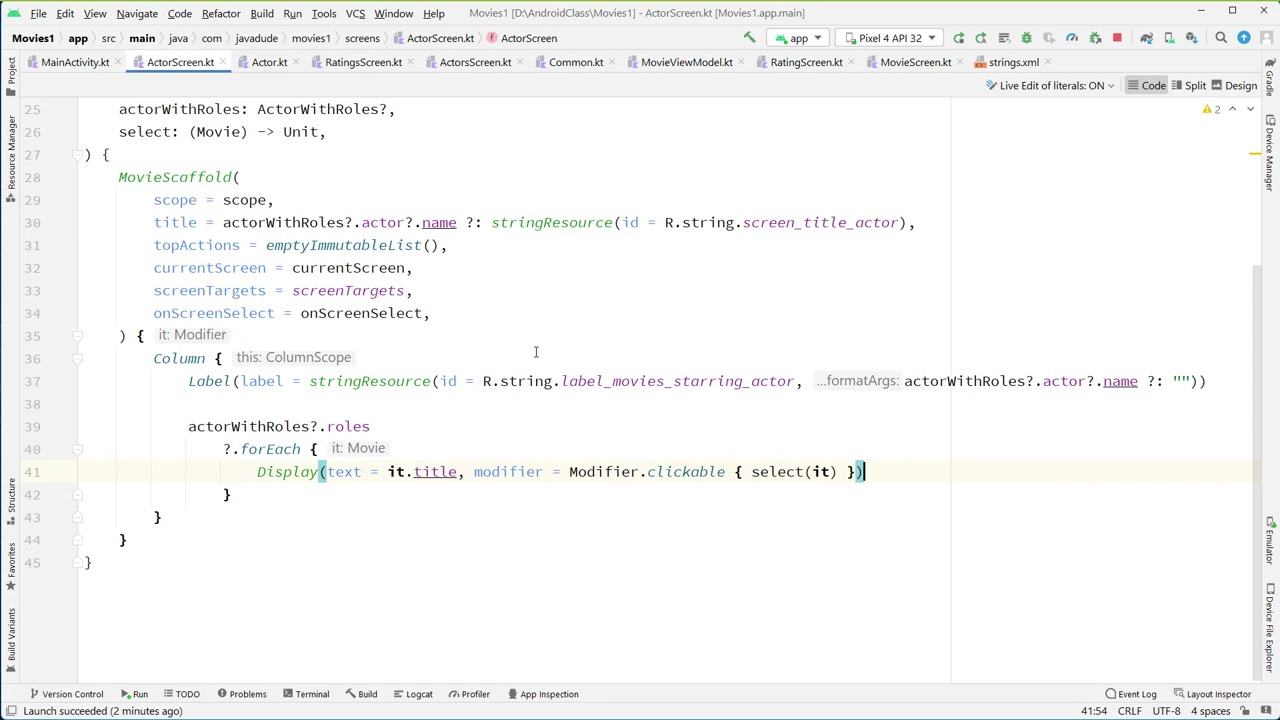 File Edit View Navigate Code Refactor Build Run Tools VCS Window Help Movies1 [D:\AndroidClass\Movies1] - ActorScreen.kt [Movies1.app.main]
Movies1 app src main java com javadude movies1 screens ActorScreen.kt ActorScreen app Pixel 4 API 32
MainActivity.kt ActorScreen.kt Actor.kt RatingsScreen.kt ActorsScreen.kt Common.kt MovieViewModel.kt RatingScreen.kt MovieScreen.kt strings.xml
Live Edit of literals: ON Code Split Design
25 actorWithRoles: ActorWithRoles?, 2
26 select: (Movie) -> Unit,
27 ) {
28 MovieScaffold(
29 scope = scope,
30 title = actorWithRoles?.actor?.name ?: stringResource(id = R.string.screen_title_actor),
31 topActions = emptyImmutableList(),
32 currentScreen = currentScreen,
33 screenTargets = screenTargets,
34 onScreenSelect = onScreenSelect,
35 ) { it: Modifier
36 Column { this: ColumnScope
37 Label(label = stringResource(id = R.string.label_movies_starring_actor, ...formatArgs: actorWithRoles?.actor?.name ?: ""))
38
39 actorWithRoles?.roles
40 ?.forEach { it: Movie
41 Display(text = it.title, modifier = Modifier.clickable { select(it) })
42 }
43 }
44 }
45 }
Project
Resource Manager
Structure
Favorites
Build Variants
Gradle
Device Manager
Emulator
Device File Explorer
Version Control Run TODO Problems Terminal Build Logcat Profiler App Inspection Event Log Layout Inspector
Launch succeeded (2 minutes ago) 41:54 CRLF UTF-8 4 spaces